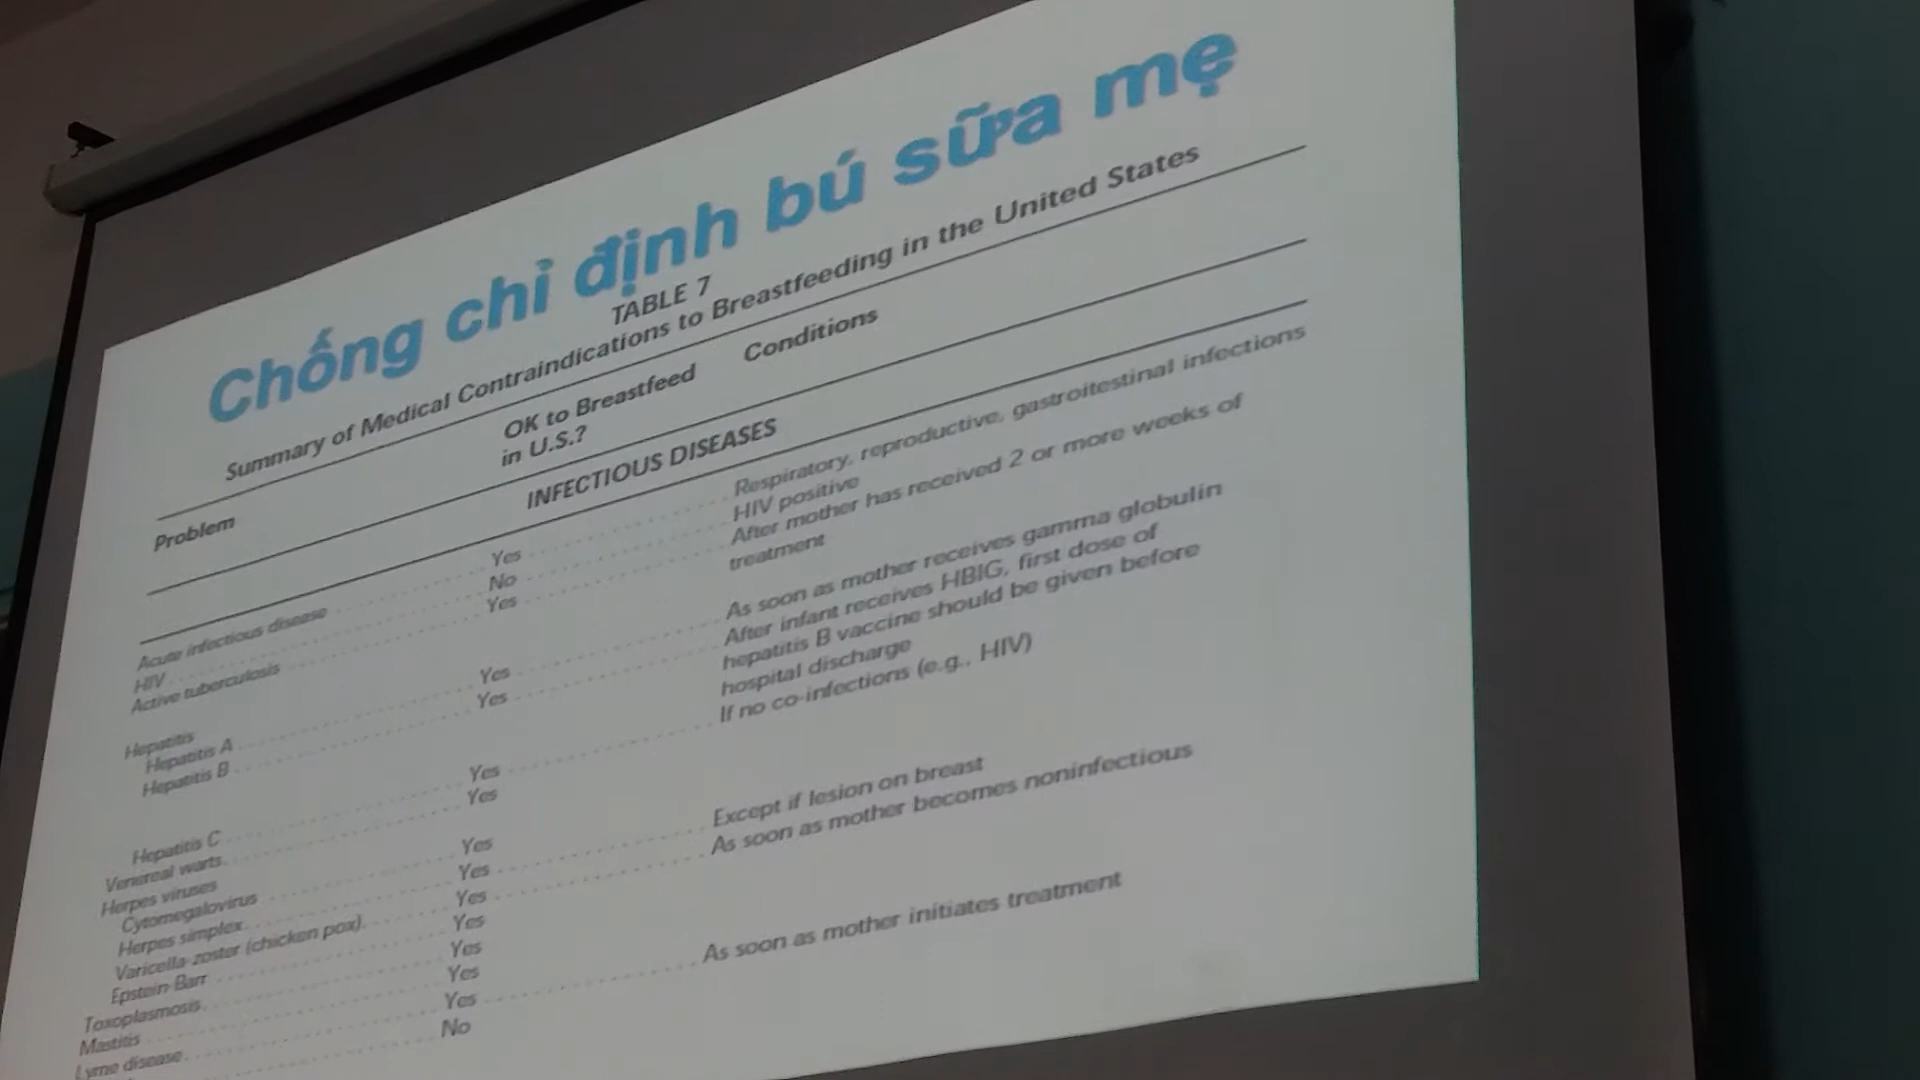 Chống chỉ định bú sữa mẹ
TABLE 7
Summary of Medical Contraindications to Breastfeeding in the United States
Problem OK to Breastfeed in U.S.? Conditions
INFECTIOUS DISEASES
Acute infectious disease Yes Respiratory, reproductive, gastroitestinal infections
HIV No HIV positive
Active tuberculosis Yes After mother has received 2 or more weeks of
treatment
Hepatitis
Hepatitis A Yes As soon as mother receives gamma globulin
Hepatitis B Yes After infant receives HBIG, first dose of
hepatitis B vaccine should be given before
hospital discharge
Hepatitis C Yes If no co-infections (e.g., HIV)
Venereal warts Yes
Herpes viruses
Cytomegalovirus Yes
Herpes simplex Yes Except if lesion on breast
Varicella-zoster (chicken pox) Yes As soon as mother becomes noninfectious
Epstein-Barr Yes
Toxoplasmosis Yes
Mastitis Yes
Lyme disease Yes As soon as mother initiates treatment
No